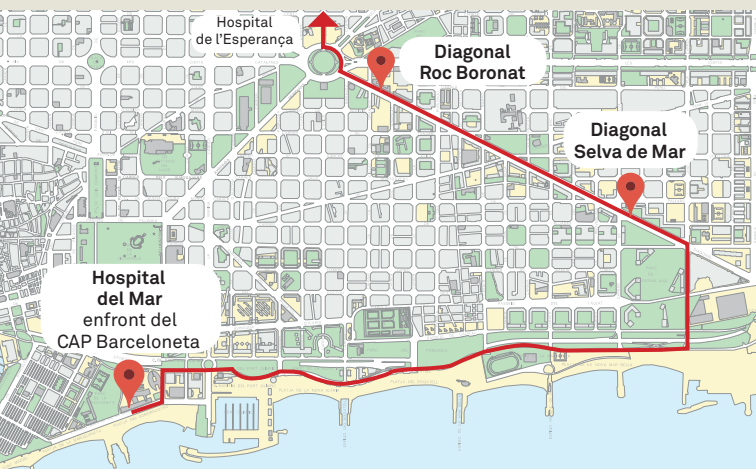 Hospital
de l'Esperança
Diagonal
Roc Boronat
Diagonal
Selva de Mar
Hospital
del Mar
enfront del
CAP Barceloneta